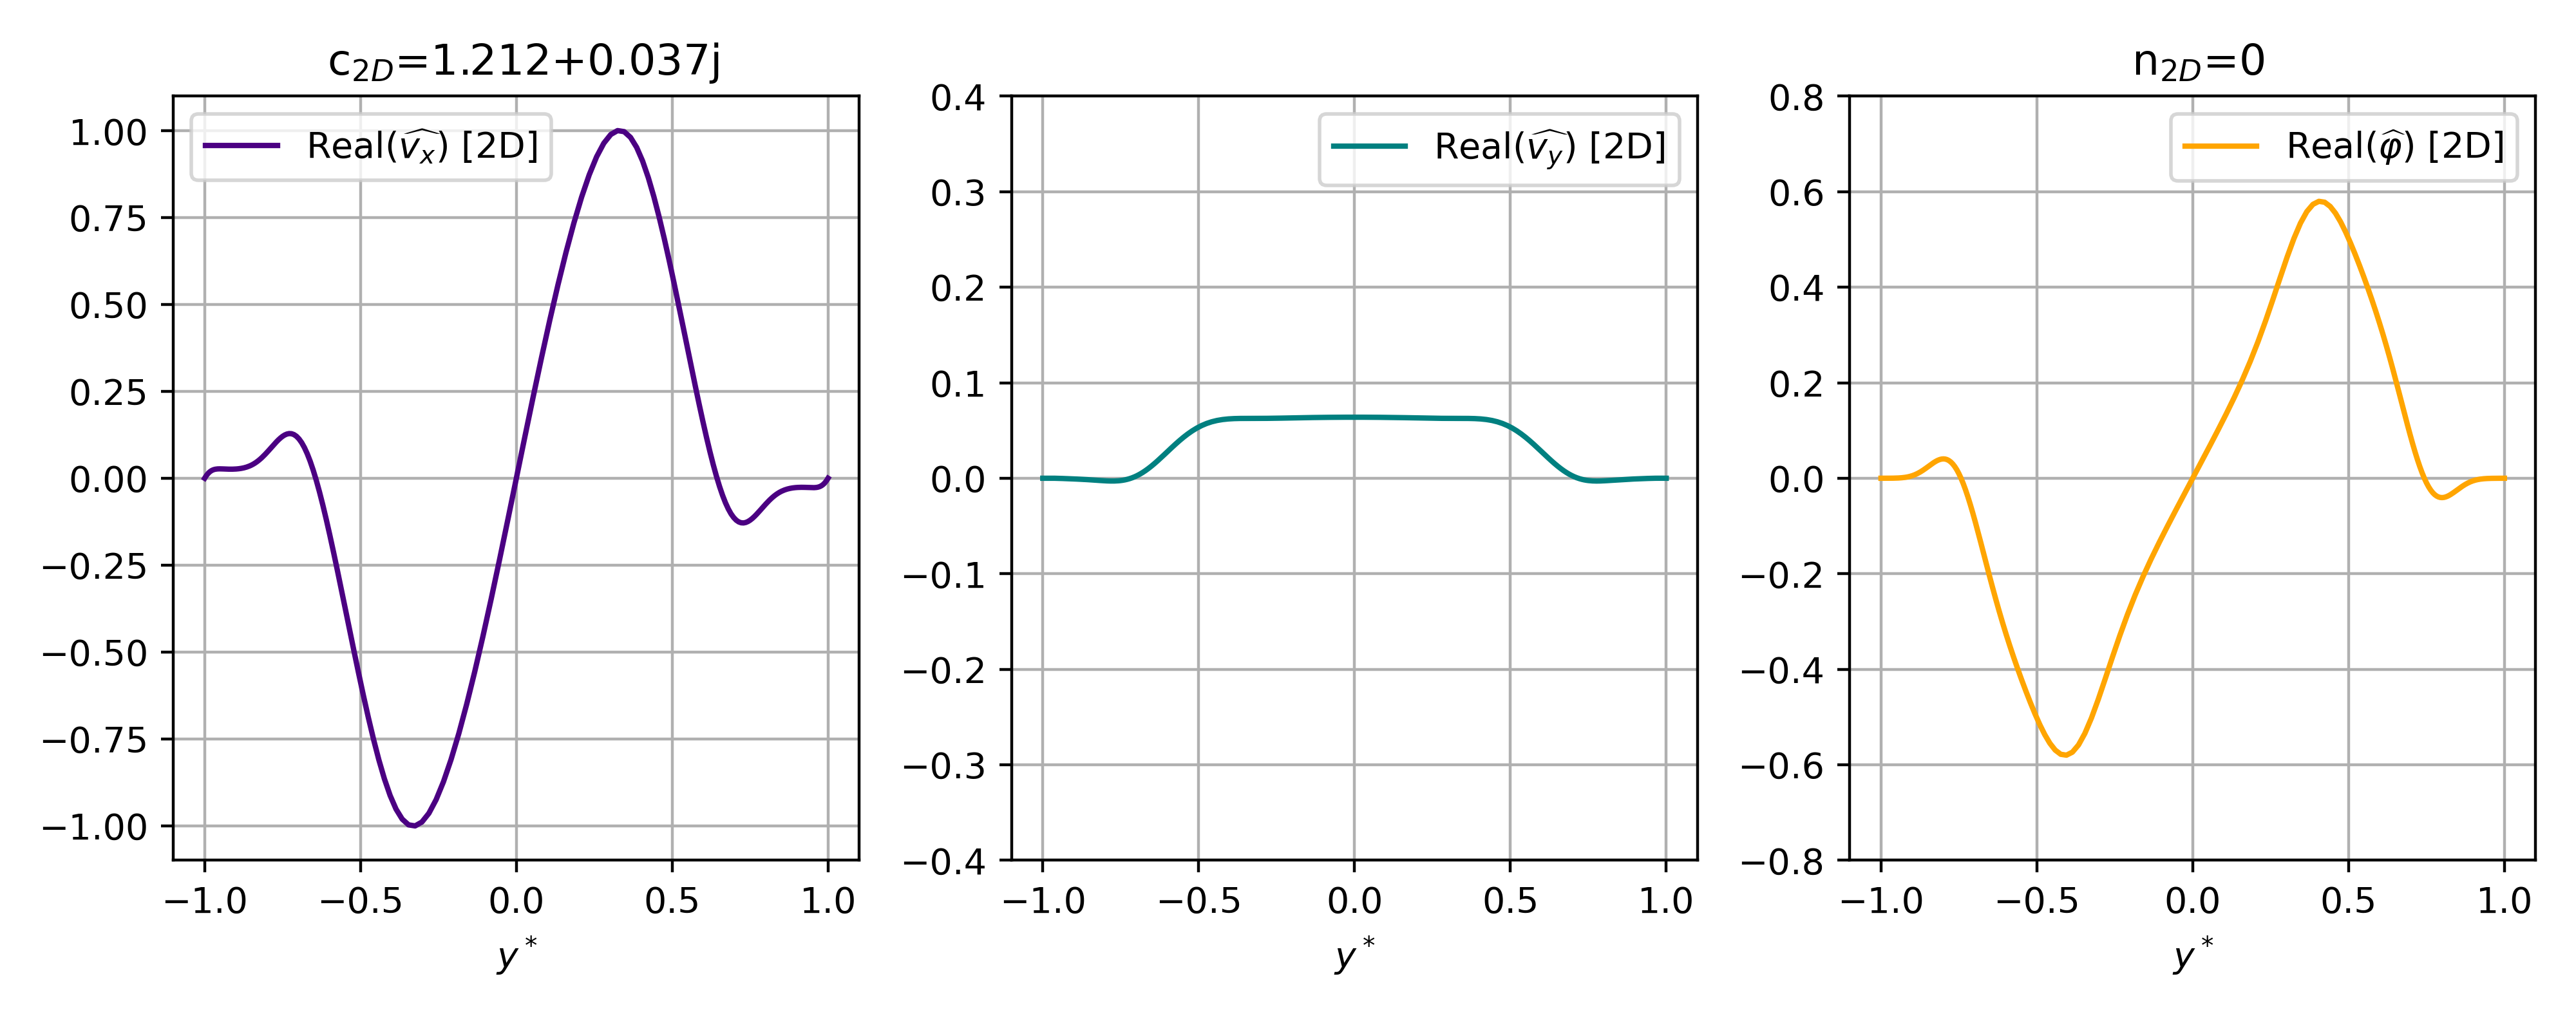 c₂D=1.212+0.037j
Real(v̂ₓ) [2D]
1.00
0.75
0.50
0.25
0.00
−0.25
−0.50
−0.75
−1.00
−1.0 −0.5 0.0 0.5 1.0
y*
Real(v̂_y) [2D]
0.4
0.3
0.2
0.1
0.0
−0.1
−0.2
−0.3
−0.4
−1.0 −0.5 0.0 0.5 1.0
y*
n₂D=0
Real(φ̂) [2D]
0.8
0.6
0.4
0.2
0.0
−0.2
−0.4
−0.6
−0.8
−1.0 −0.5 0.0 0.5 1.0
y*